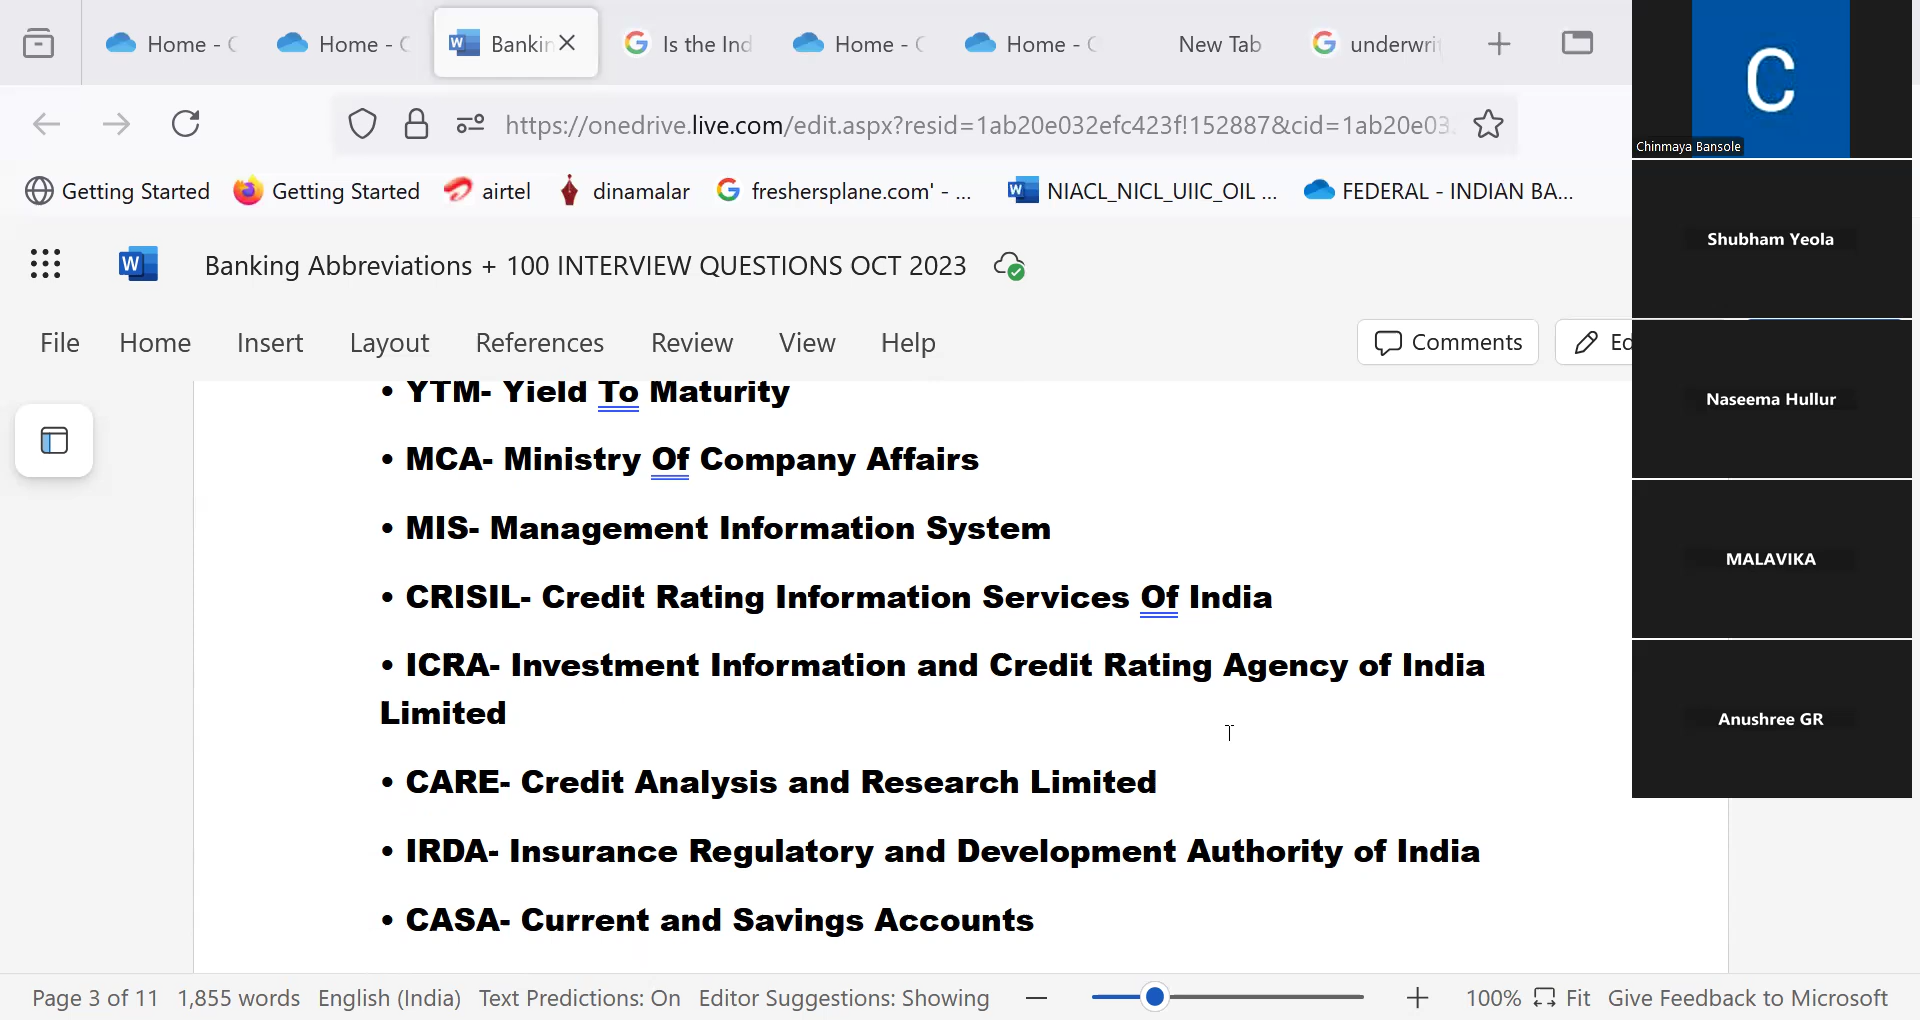 Home - C
Home - C
Bankin
Is the Ind
Home - C
Home - C
New Tab
underwri
https://onedrive.live.com/edit.aspx?resid=1ab20e032efc423f!152887&cid=1ab20e03
Getting Started
Getting Started
airtel
dinamalar
freshersplane.com' - ...
NIACL_NICL_UIIC_OIL ...
FEDERAL - INDIAN BA...
Banking Abbreviations + 100 INTERVIEW QUESTIONS OCT 2023
File Home Insert Layout References Review View Help
Comments
Ed
• YTM- Yield To Maturity
• MCA- Ministry Of Company Affairs
• MIS- Management Information System
• CRISIL- Credit Rating Information Services Of India
• ICRA- Investment Information and Credit Rating Agency of India
Limited
• CARE- Credit Analysis and Research Limited
• IRDA- Insurance Regulatory and Development Authority of India
• CASA- Current and Savings Accounts
Page 3 of 11 1,855 words English (India) Text Predictions: On Editor Suggestions: Showing
100% Fit Give Feedback to Microsoft
C
Chinmaya Bansole
Shubham Yeola
Naseema Hullur
MALAVIKA
Anushree GR